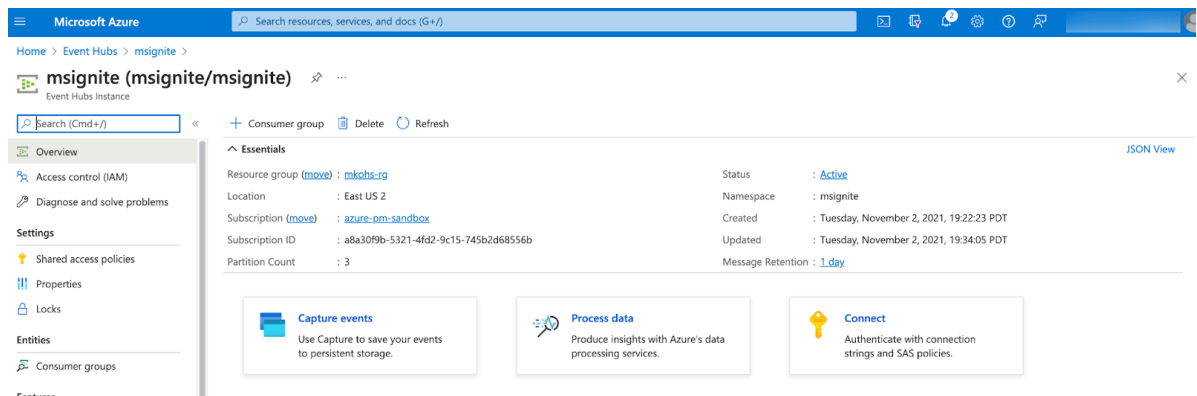 Microsoft Azure
Search resources, services, and docs (G+/)
2
Home > Event Hubs > msignite >
msignite (msignite/msignite)
Event Hubs Instance
Search (Cmd+/)
Overview
Access control (IAM)
Diagnose and solve problems
Settings
Shared access policies
Properties
Locks
Entities
Consumer groups
Features
Consumer group Delete Refresh
Essentials
JSON View
Resource group (move) : mkohs-rg
Location : East US 2
Subscription (move) : azure-pm-sandbox
Subscription ID : a8a30f9b-5321-4fd2-9c15-745b2d68556b
Partition Count : 3
Status : Active
Namespace : msignite
Created : Tuesday, November 2, 2021, 19:22:23 PDT
Updated : Tuesday, November 2, 2021, 19:34:05 PDT
Message Retention : 1 day
Capture events
Use Capture to save your events
to persistent storage.
Process data
Produce insights with Azure's data
processing services.
Connect
Authenticate with connection
strings and SAS policies.